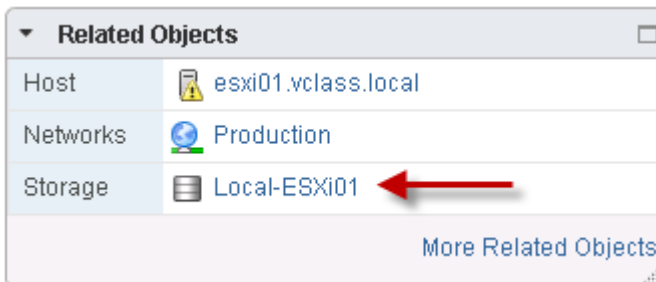 Related Objects
Host esxi01.vclass.local
Networks Production
Storage Local-ESXi01
More Related Objects